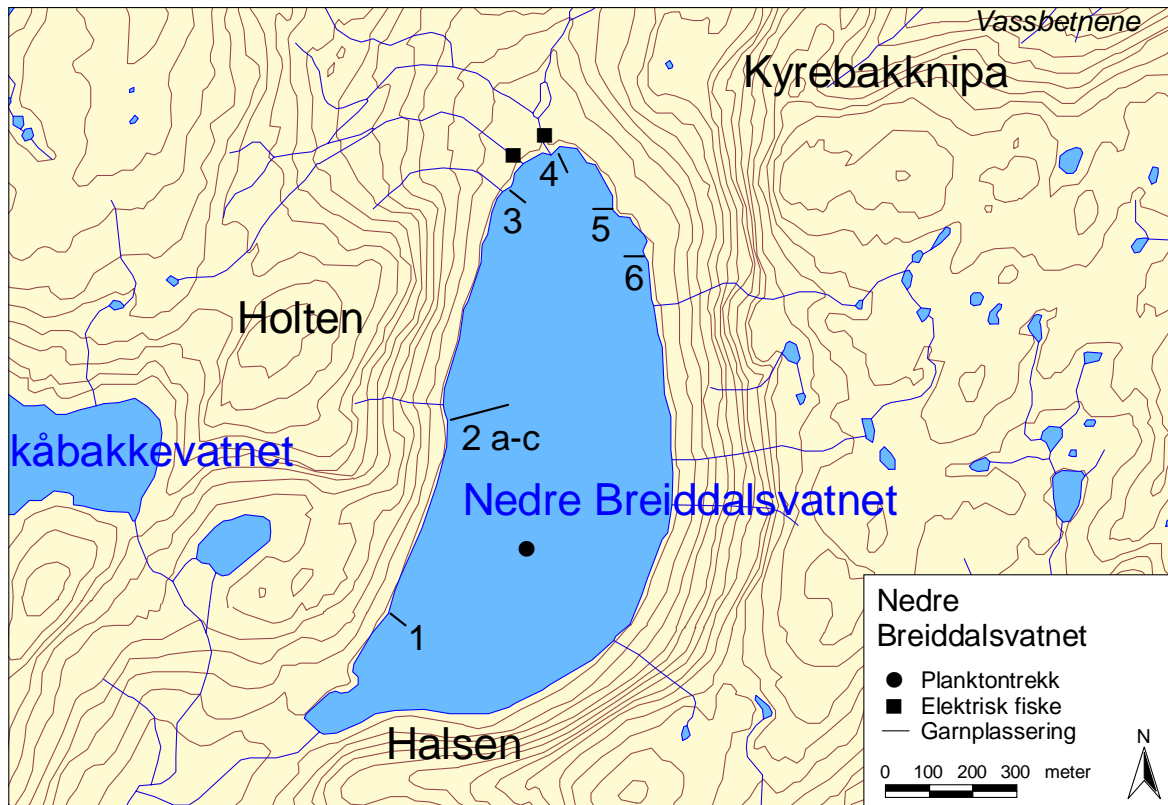 Vassbetnene
Kyrebakknipa
4
3
5
6
Holten
2 a-c
kåbakkevatnet
Nedre Breiddalsvatnet
1
Halsen
Nedre
Breiddalsvatnet
Planktontrekk
Elektrisk fiske
Garnplassering
N
0 100 200 300 meter